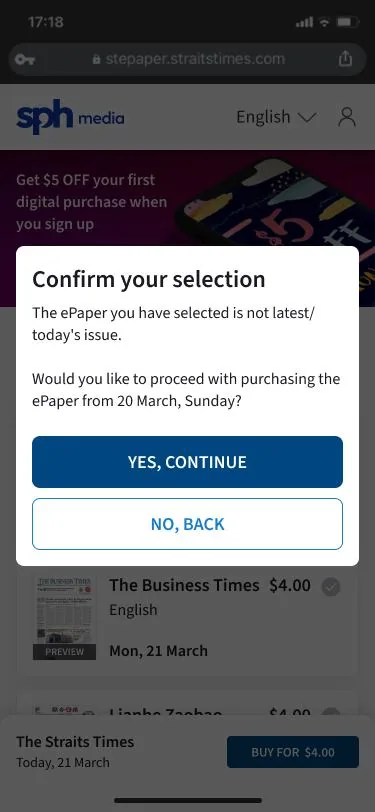 17:18
stepaper.straitstimes.com
sph media
English
Get $5 OFF your first
digital purchase when
you sign up
Confirm your selection
The ePaper you have selected is not latest/
today's issue.
Would you like to proceed with purchasing the
ePaper from 20 March, Sunday?
YES, CONTINUE
NO, BACK
THE BUSINESS TIMES
The Business Times $4.00
English
PREVIEW
Mon, 21 March
Lianhe Zaobao $4.00
The Straits Times
Today, 21 March
BUY FOR $4.00